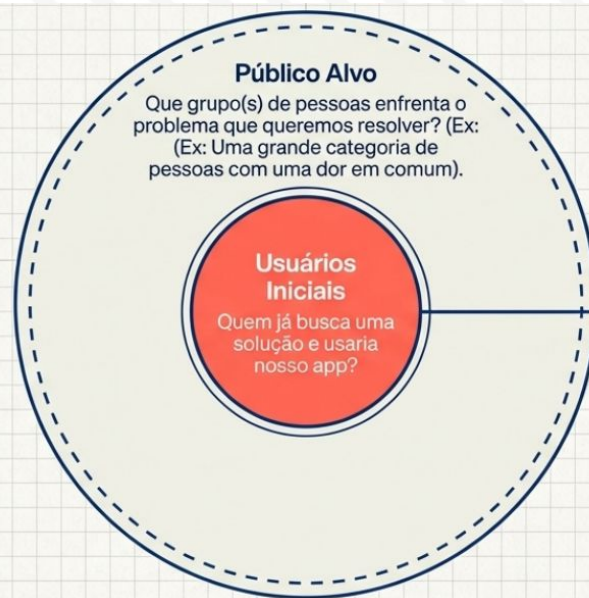 Público Alvo
Que grupo(s) de pessoas enfrenta o
problema que queremos resolver? (Ex:
(Ex: Uma grande categoria de
pessoas com uma dor em comum).
Usuários
Iniciais
Quem já busca uma
solução e usaria
nosso app?